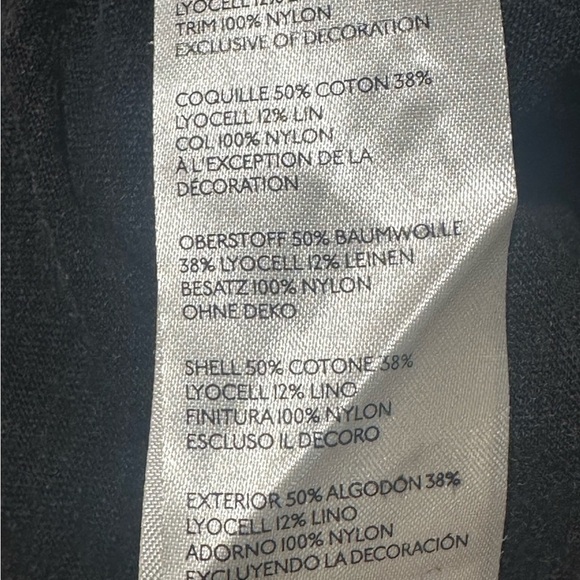 LYOCELL 12%
TRIM 100% NYLON
EXCLUSIVE OF DECORATION
COQUILLE 50% COTON 38%
LYOCELL 12% LIN
COL 100% NYLON
À L'EXCEPTION DE LA
DÉCORATION
OBERSTOFF 50% BAUMWOLLE
38% LYOCELL 12% LEINEN
BESATZ 100% NYLON
OHNE DEKO
SHELL 50% COTONE 38%
LYOCELL 12% LINO
FINITURA 100% NYLON
ESCLUSO IL DECORO
EXTERIOR 50% ALGODÓN 38%
LYOCELL 12% LINO
ADORNO 100% NYLON
EXCLUYENDO LA DECORACIÓN